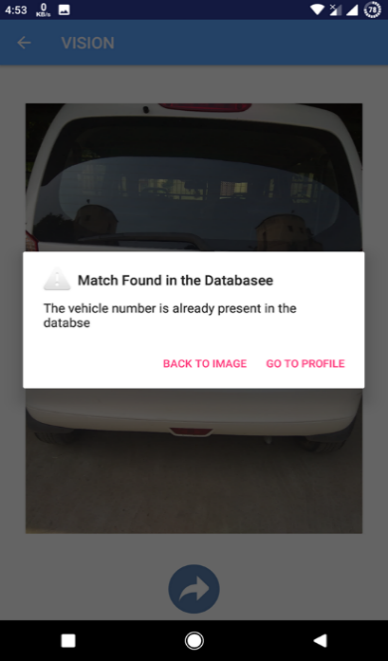 4:53 0 KB/s 78
VISION
Match Found in the Databasee
The vehicle number is already present in the
databse
BACK TO IMAGE GO TO PROFILE